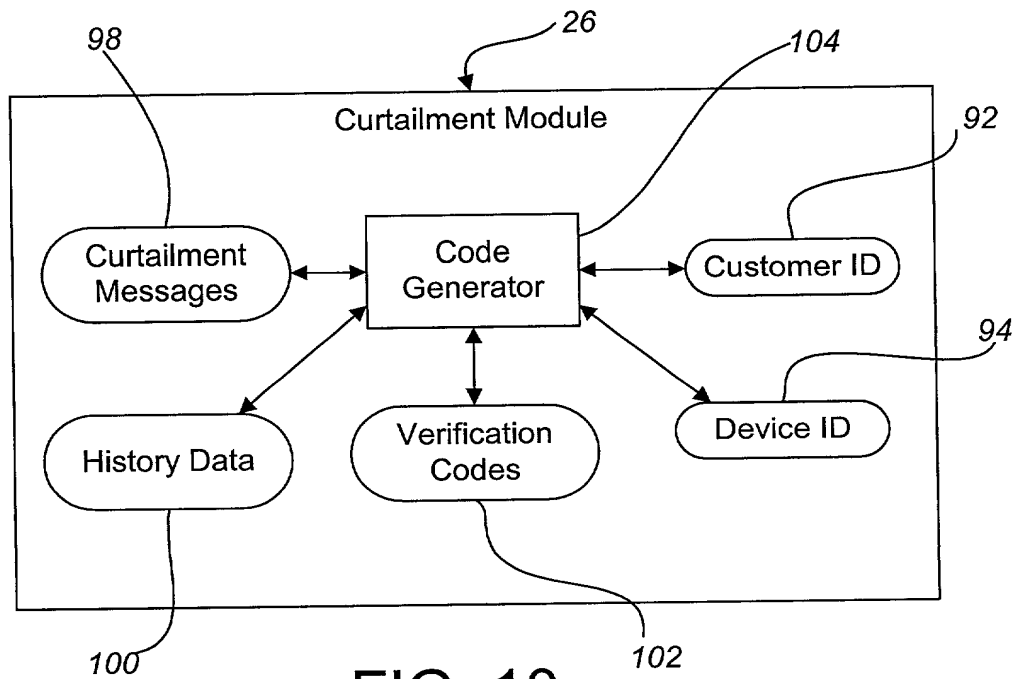 26
98
104
Curtailment Module
92
Curtailment
Messages
Code
Generator
Customer ID
94
History Data
Verification
Codes
Device ID
100
102